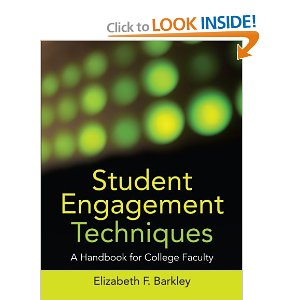 Click to
LOOK INSIDE!
Student
Engagement
Techniques
A Handbook for College Faculty
Elizabeth F. Barkley